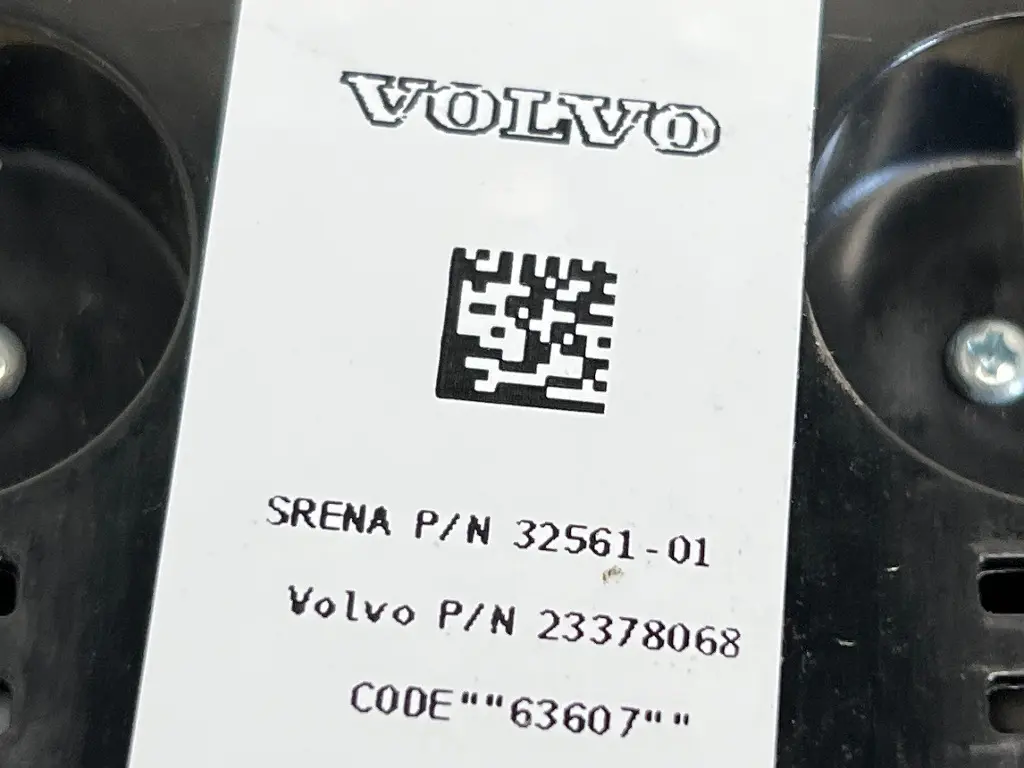 VOLVO
SRENA P/N 32561-01
Volvo P/N 23378068
CODE""63607""